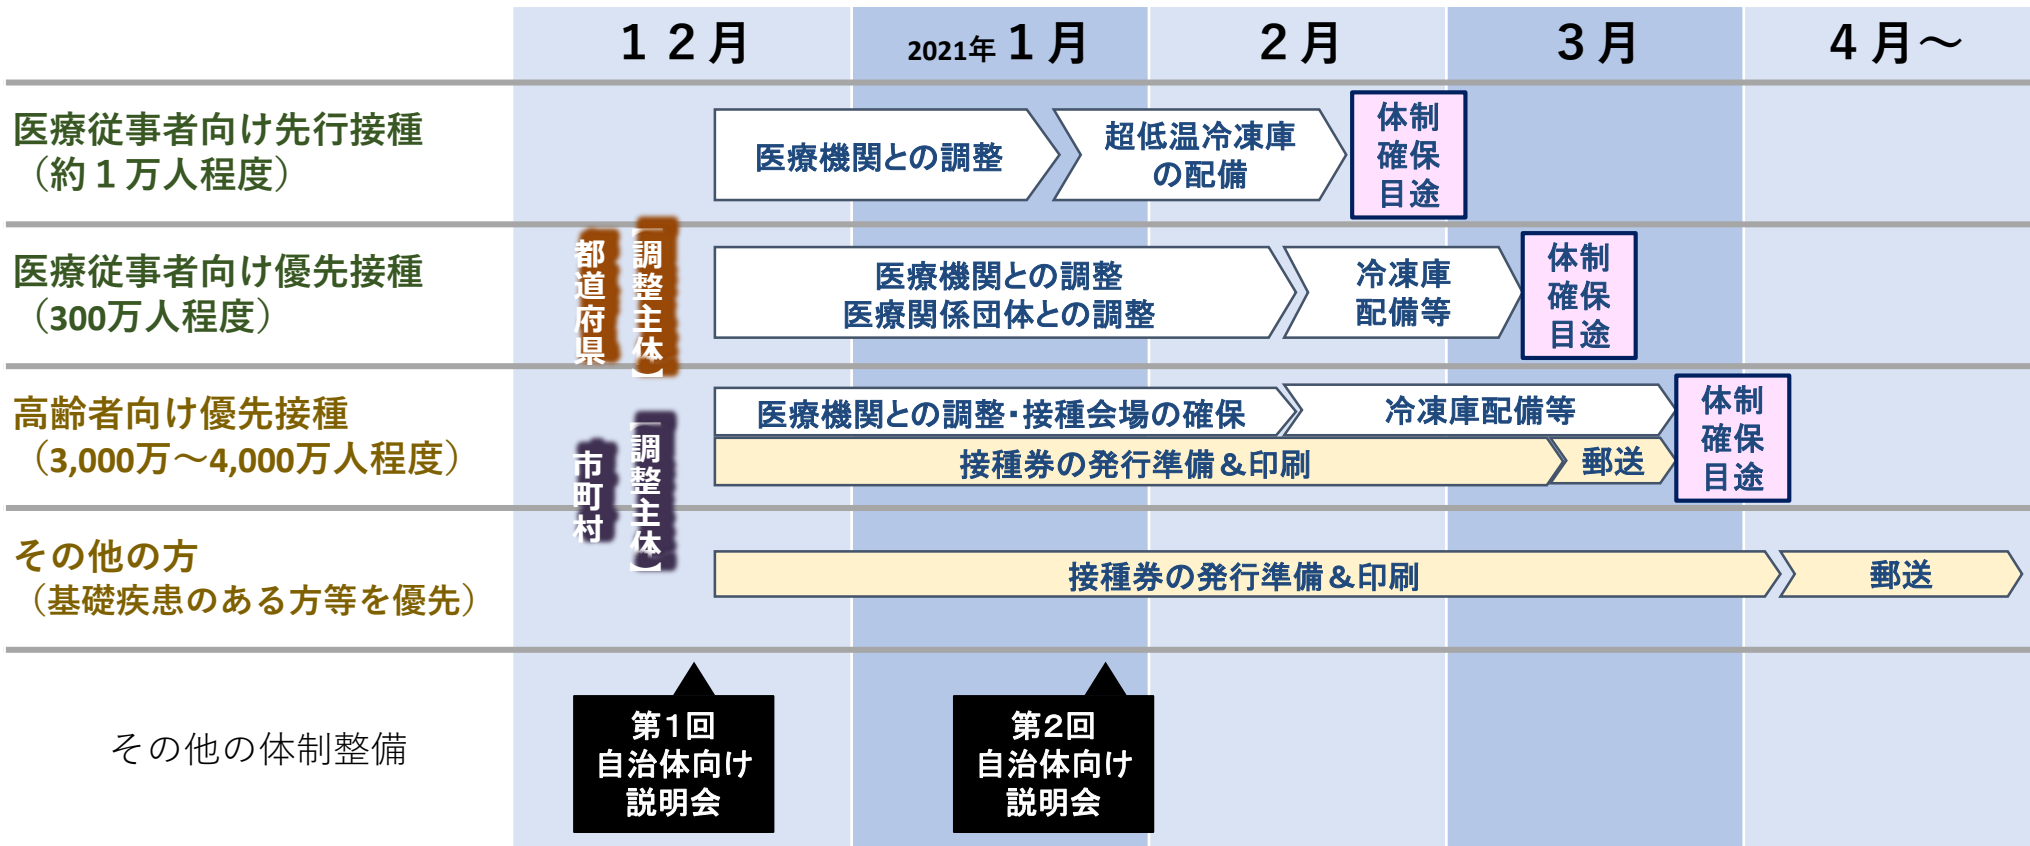 １２月
2021年 １月
２月
３月
４月～
医療従事者向け先行接種
（約１万人程度）
医療機関との調整
超低温冷凍庫
の配備
体制
確保
目途
医療従事者向け優先接種
（300万人程度）
【調整主体】
都道府県
医療機関との調整
医療関係団体との調整
冷凍庫
配備等
体制
確保
目途
高齢者向け優先接種
（3,000万～4,000万人程度）
【調整主体】
市町村
医療機関との調整・接種会場の確保
冷凍庫配備等
接種券の発行準備＆印刷
郵送
体制
確保
目途
その他の方
（基礎疾患のある方等を優先）
接種券の発行準備＆印刷
郵送
その他の体制整備
第１回
自治体向け
説明会
第２回
自治体向け
説明会